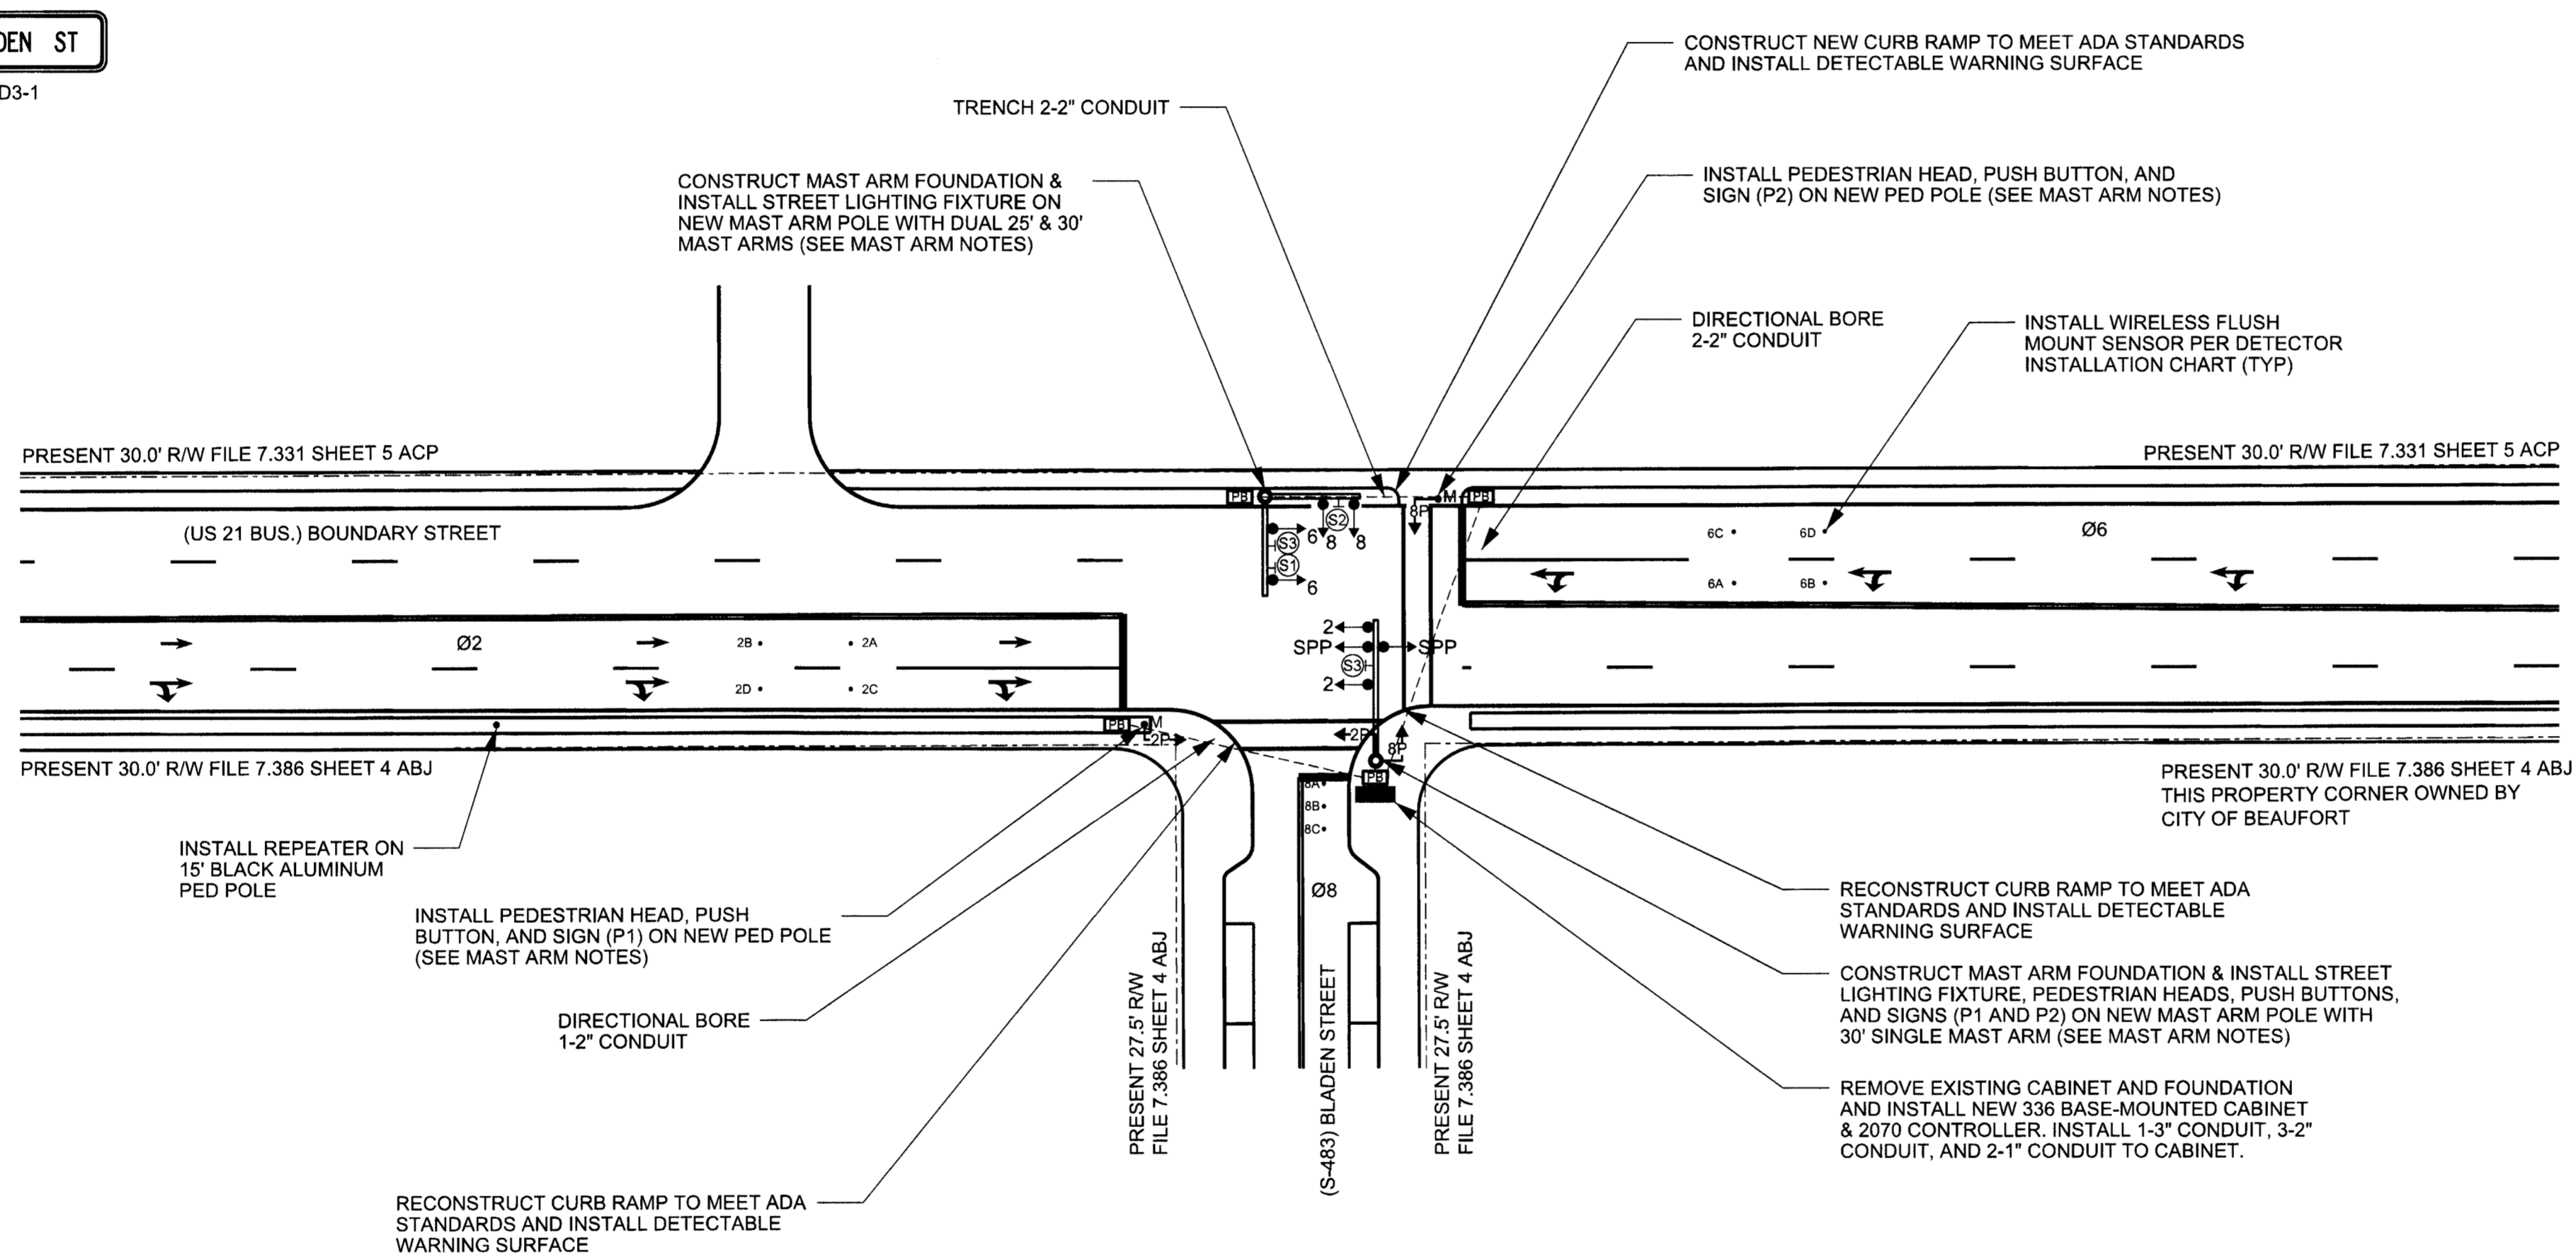 DEN ST
D3-1
CONSTRUCT NEW CURB RAMP TO MEET ADA STANDARDS
AND INSTALL DETECTABLE WARNING SURFACE
TRENCH 2-2" CONDUIT
CONSTRUCT MAST ARM FOUNDATION &
INSTALL STREET LIGHTING FIXTURE ON
NEW MAST ARM POLE WITH DUAL 25' & 30'
MAST ARMS (SEE MAST ARM NOTES)
INSTALL PEDESTRIAN HEAD, PUSH BUTTON, AND
SIGN (P2) ON NEW PED POLE (SEE MAST ARM NOTES)
DIRECTIONAL BORE
2-2" CONDUIT
INSTALL WIRELESS FLUSH
MOUNT SENSOR PER DETECTOR
INSTALLATION CHART (TYP)
PRESENT 30.0' R/W FILE 7.331 SHEET 5 ACP
PRESENT 30.0' R/W FILE 7.331 SHEET 5 ACP
PB
M
PB
8P
(US 21 BUS.) BOUNDARY STREET
S2
6
8
8
S3
S1
6
6C
6D
Ø6
6A
6B
Ø2
2B
2A
2D
2C
2
SPP
SPP
S3
2
PB
M
2P
2P
8P
PB
8A
8B
8C
Ø8
PRESENT 30.0' R/W FILE 7.386 SHEET 4 ABJ
PRESENT 30.0' R/W FILE 7.386 SHEET 4 ABJ
THIS PROPERTY CORNER OWNED BY
CITY OF BEAUFORT
INSTALL REPEATER ON
15' BLACK ALUMINUM
PED POLE
INSTALL PEDESTRIAN HEAD, PUSH
BUTTON, AND SIGN (P1) ON NEW PED POLE
(SEE MAST ARM NOTES)
DIRECTIONAL BORE
1-2" CONDUIT
RECONSTRUCT CURB RAMP TO MEET ADA
STANDARDS AND INSTALL DETECTABLE
WARNING SURFACE
PRESENT 27.5' R/W
FILE 7.386 SHEET 4 ABJ
(S-483) BLADEN STREET
PRESENT 27.5' R/W
FILE 7.386 SHEET 4 ABJ
RECONSTRUCT CURB RAMP TO MEET ADA
STANDARDS AND INSTALL DETECTABLE
WARNING SURFACE
CONSTRUCT MAST ARM FOUNDATION & INSTALL STREET
LIGHTING FIXTURE, PEDESTRIAN HEADS, PUSH BUTTONS,
AND SIGNS (P1 AND P2) ON NEW MAST ARM POLE WITH
30' SINGLE MAST ARM (SEE MAST ARM NOTES)
REMOVE EXISTING CABINET AND FOUNDATION
AND INSTALL NEW 336 BASE-MOUNTED CABINET
& 2070 CONTROLLER. INSTALL 1-3" CONDUIT, 3-2"
CONDUIT, AND 2-1" CONDUIT TO CABINET.